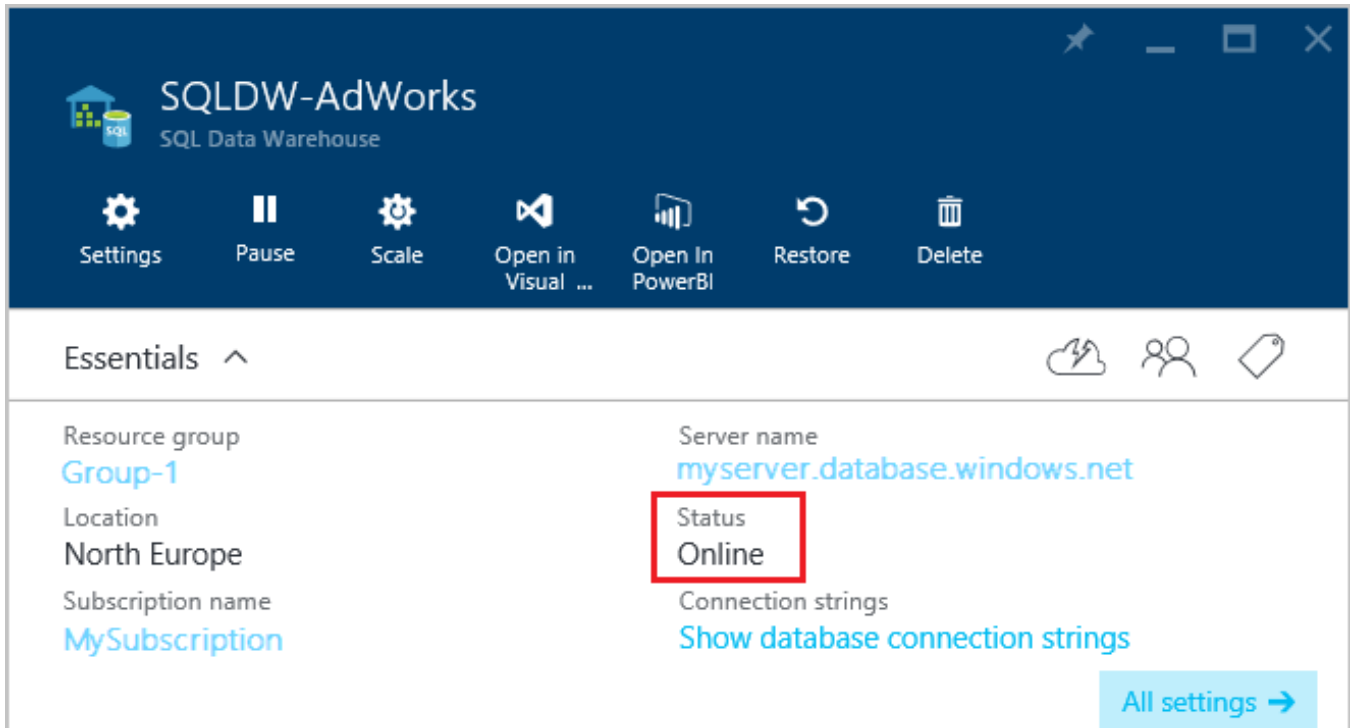 SQLDW-AdWorks
SQL
SQL Data Warehouse
Settings
Pause
Scale
Open in
Visual ...
Open In
PowerBI
Restore
Delete
Essentials
Resource group
Group-1
Server name
myserver.database.windows.net
Location
North Europe
Status
Online
Subscription name
MySubscription
Connection strings
Show database connection strings
All settings →